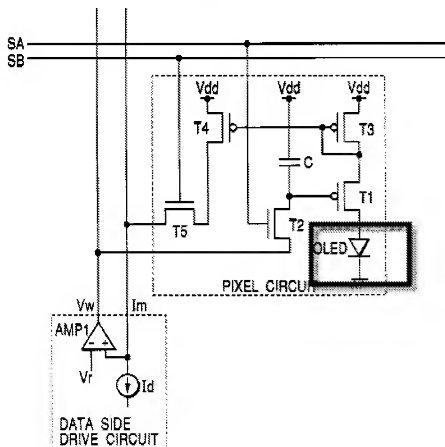 SA
SB
Vdd Vdd Vdd
T4 T3
C
T1
T2
T5
OLED
PIXEL CIRCUIT
Vw Im
AMP1
- +
Vr Id
DATA SIDE
DRIVE CIRCUIT